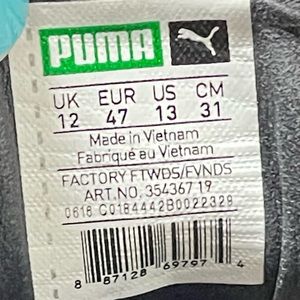 PUMA
UK EUR US CM
12 47 13 31
Made in Vietnam
Fabriqué au Vietnam
FACTORY FTWDS/FVNDS
ART.NO. 354367 19
0618 C0184442B0022328
8 87128 69797 4